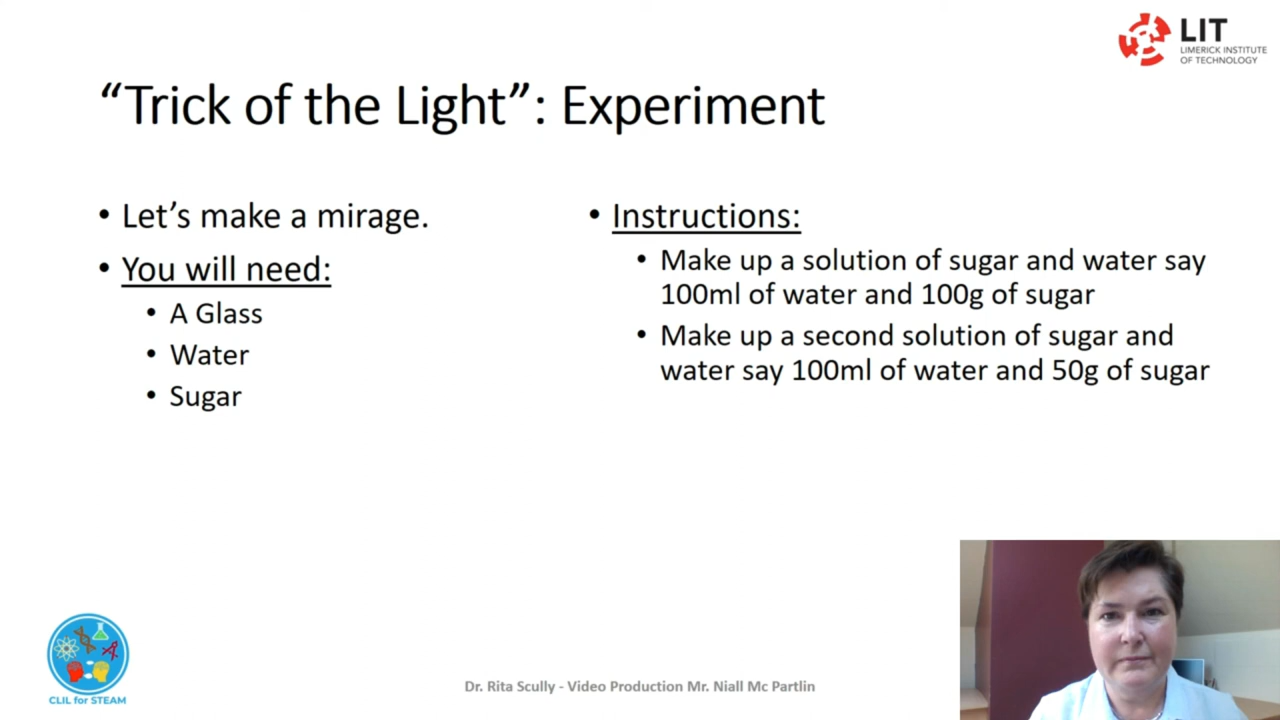 LIT
LIMERICK INSTITUTE
OF TECHNOLOGY
“Trick of the Light”: Experiment
• Let’s make a mirage.
• You will need:
• A Glass
• Water
• Sugar
• Instructions:
• Make up a solution of sugar and water say
100ml of water and 100g of sugar
• Make up a second solution of sugar and
water say 100ml of water and 50g of sugar
CLIL for STEAM
Dr. Rita Scully - Video Production Mr. Niall Mc Partlin